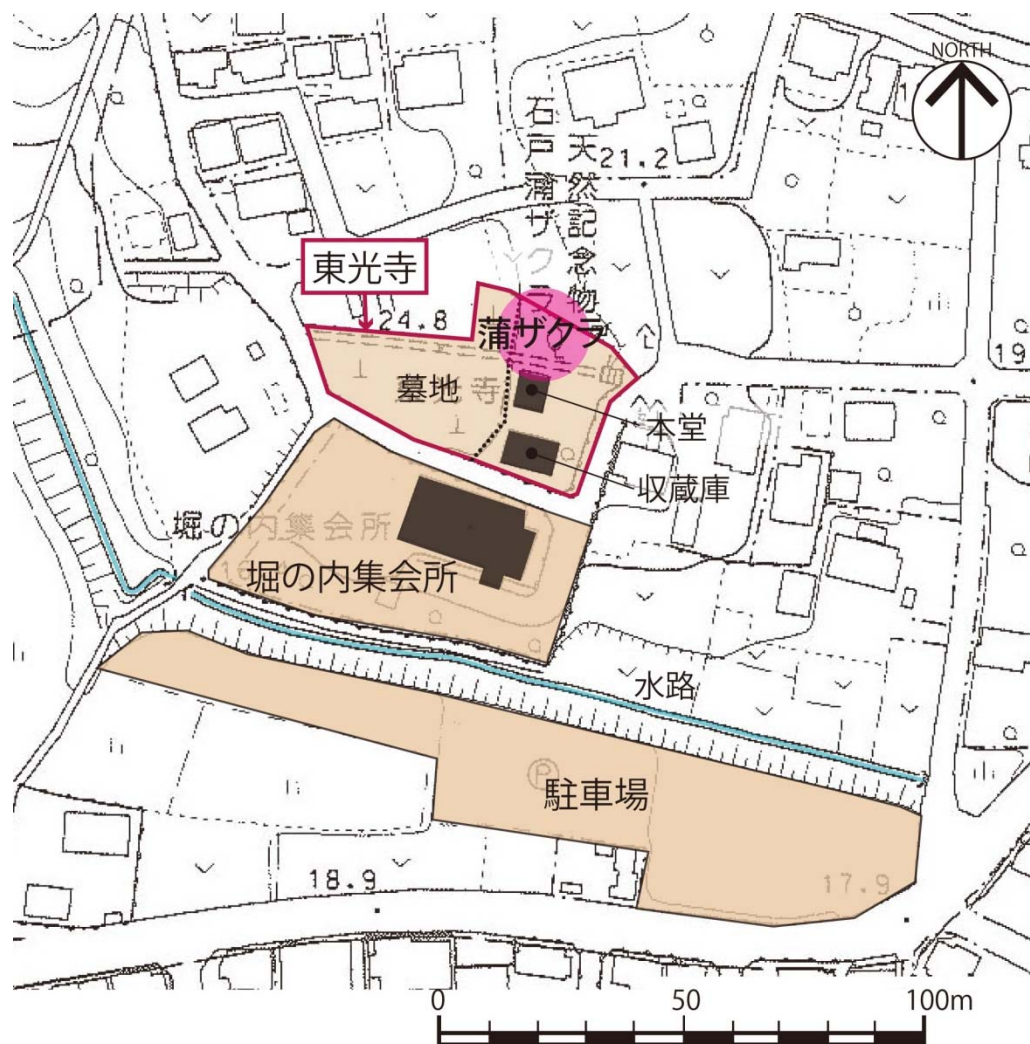 NORTH
天然記念物
石戸蒲ザクラ
21.2
東光寺
24.8
蒲ザクラ
19
墓地
寺
本堂
収蔵庫
堀の内集会所
堀の内集会所
水路
P
駐車場
18.9
17.9
0 50 100m